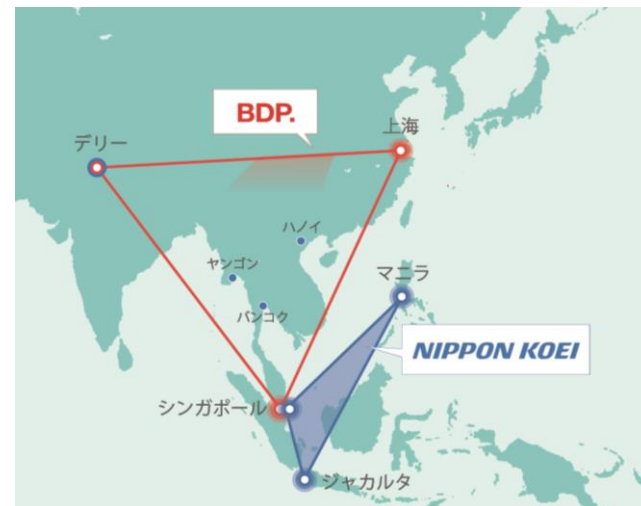 BDP.
上海
デリー
ハノイ
ヤンゴン
マニラ
バンコク
NIPPON KOEI
シンガポール
ジャカルタ